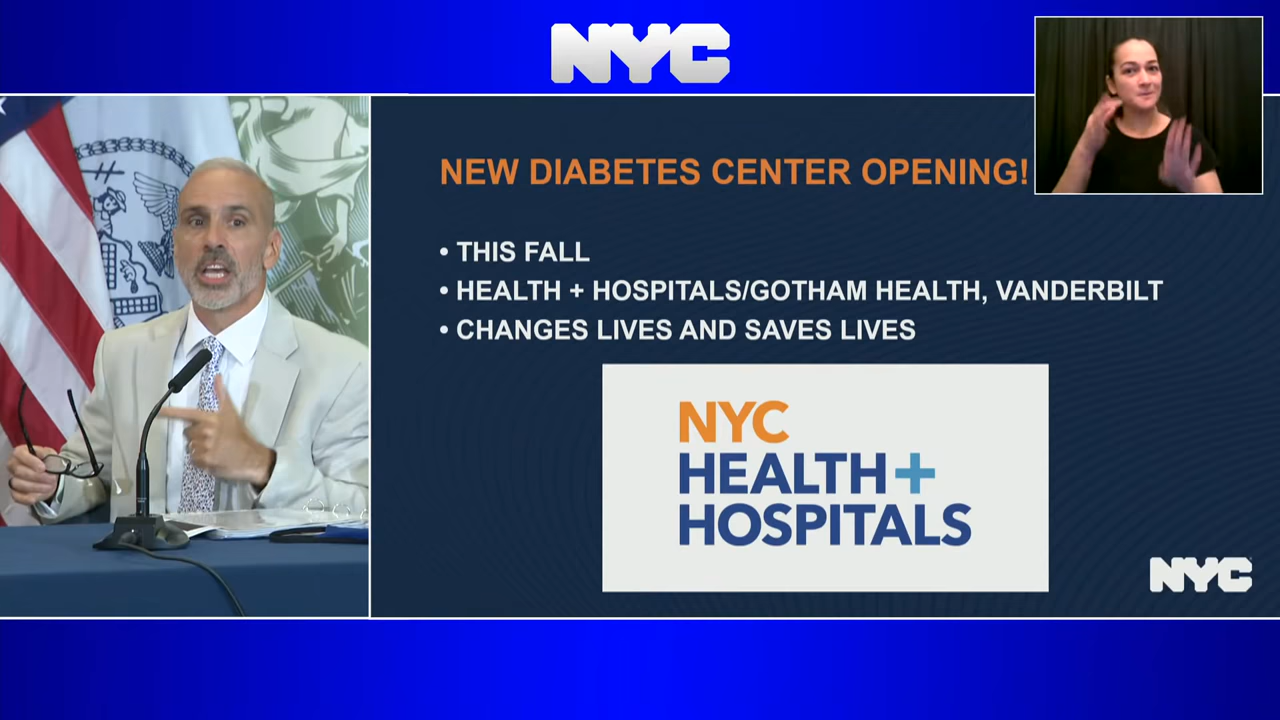 NYC
NEW DIABETES CENTER OPENING!
• THIS FALL
• HEALTH + HOSPITALS/GOTHAM HEALTH, VANDERBILT
• CHANGES LIVES AND SAVES LIVES
NYC
HEALTH+
HOSPITALS
NYC